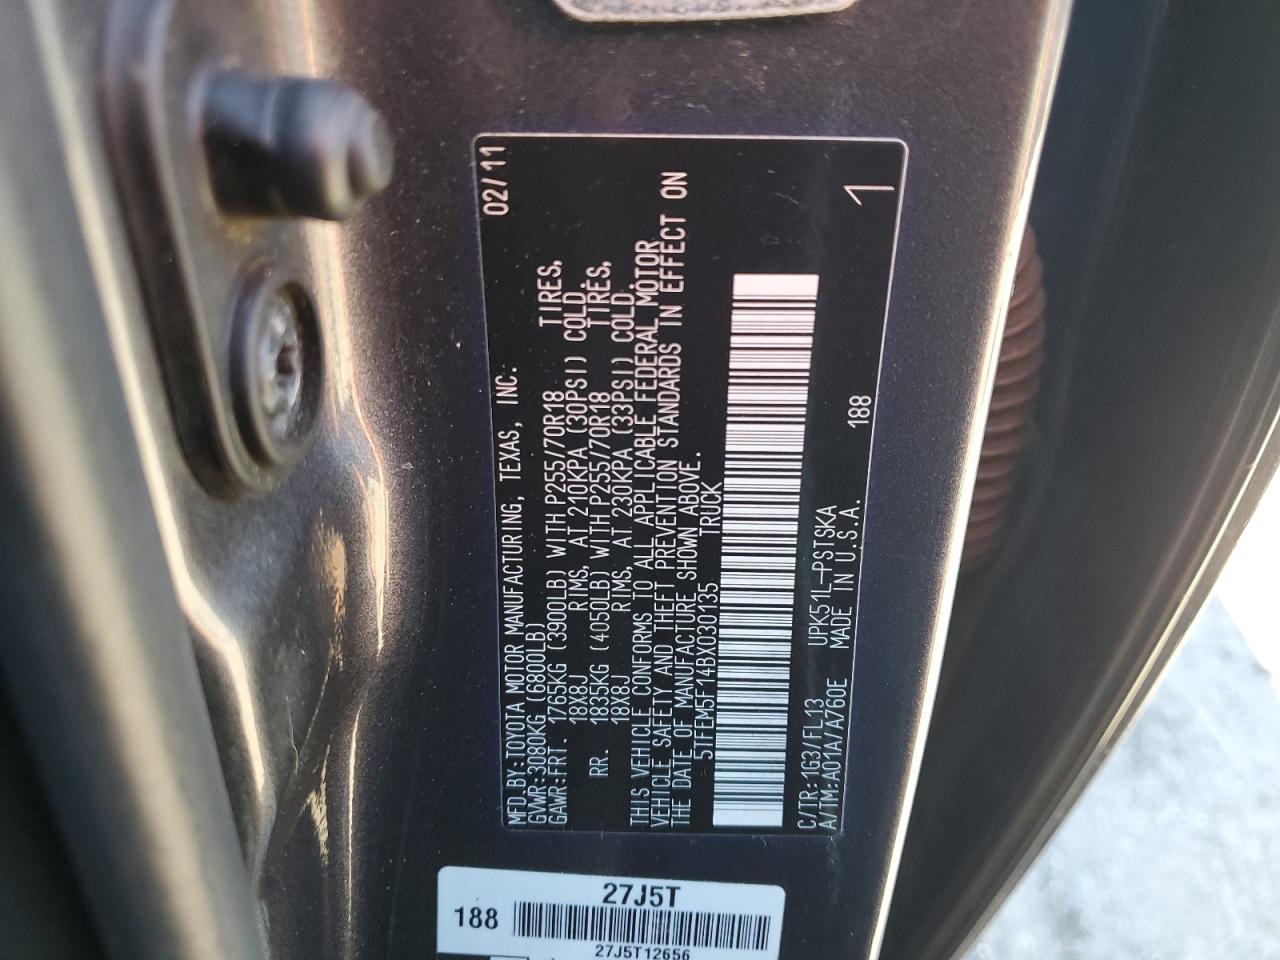 MFD.BY:TOYOTA MOTOR MANUFACTURING, TEXAS, INC. 02/11
GVWR:3080KG (6800LB)
GAWR:FRT. 1765KG (3900LB) WITH P255/70R18 TIRES,
18X8J RIMS, AT 210KPA (30PSI) COLD.
RR. 1835KG (4050LB) WITH P255/70R18 TIRES,
18X8J RIMS, AT 230KPA (33PSI) COLD.
THIS VEHICLE CONFORMS TO ALL APPLICABLE FEDERAL MOTOR
VEHICLE SAFETY AND THEFT PREVENTION STANDARDS IN EFFECT ON
THE DATE OF MANUFACTURE SHOWN ABOVE.
5TFEM5F14BX030135 TRUCK
C/TR:1G3/FL13 UPK51L-PSTSKA
A/TM:A01A/A760E MADE IN U.S.A. 188 1
27J5T
188
27J5T12656